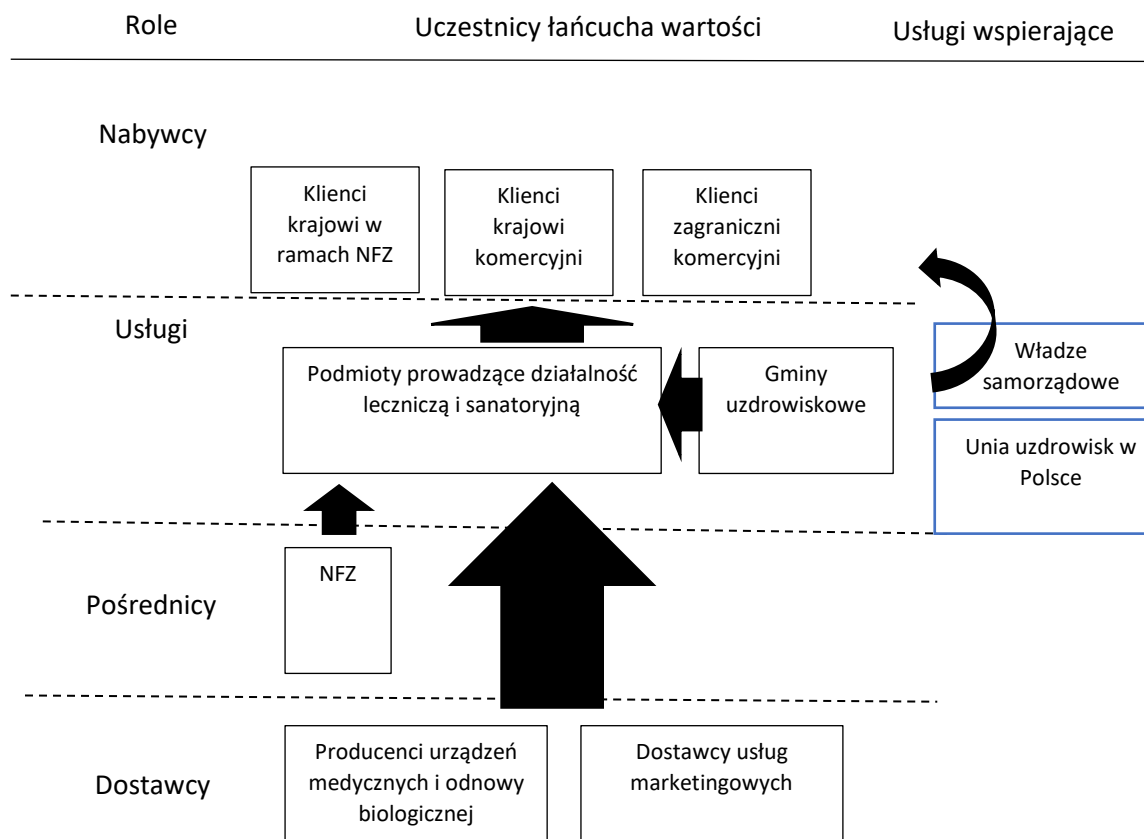 Role
Uczestnicy łańcucha wartości
Usługi wspierające
Nabywcy
Klienci
krajowi w
ramach NFZ
Klienci
krajowi
komercyjni
Klienci
zagraniczni
komercyjni
Usługi
Podmioty prowadzące działalność
leczniczą i sanatoryjną
Gminy
uzdrowiskowe
Władze
samorządowe
Unia uzdrowisk w
Polsce
Pośrednicy
NFZ
Dostawcy
Producenci urządzeń
medycznych i odnowy
biologicznej
Dostawcy usług
marketingowych